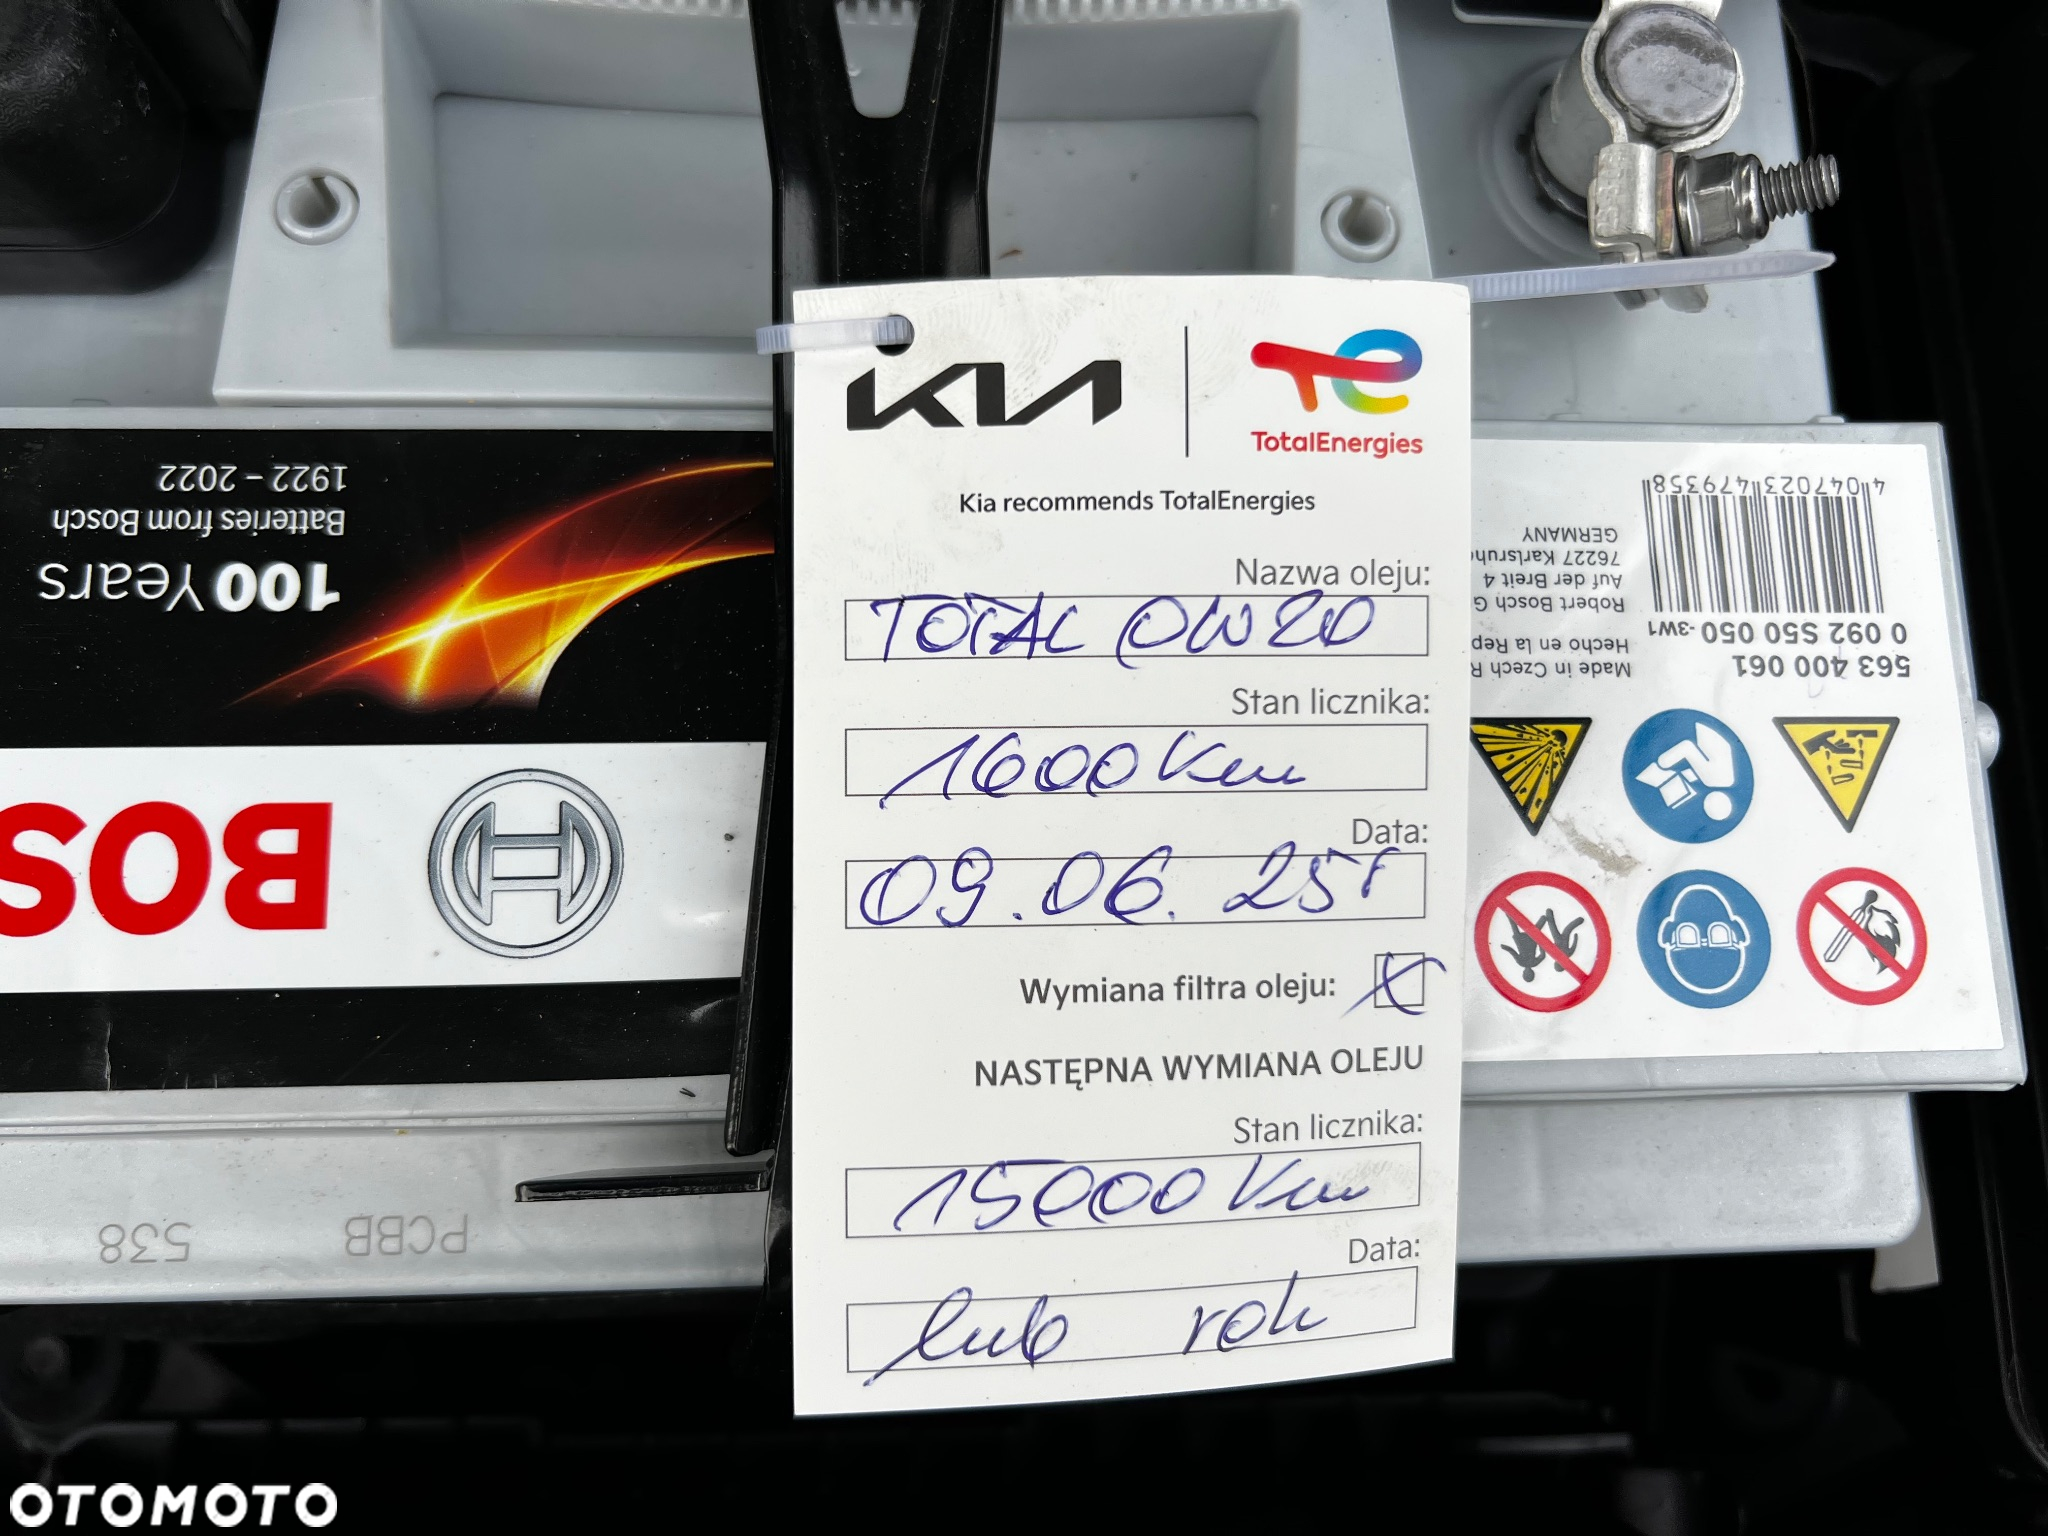 KIA
TotalEnergies
Kia recommends TotalEnergies
Nazwa oleju:
TOTAL 0W20
Stan licznika:
1600 Km
Data:
09.06.25r
Wymiana filtra oleju: X
NASTĘPNA WYMIANA OLEJU
Stan licznika:
15000 Km
Data:
lub rok
100 Years
Batteries from Bosch
1922 – 2022
BOS
PCBB 538
563 400 061
0 092 S50 050-3W1
4 047023 479358
Made in Czech R
Hecho en la Rep
Robert Bosch G
Auf der Breit 4
76227 Karlsruh
GERMANY
OTOMOTO